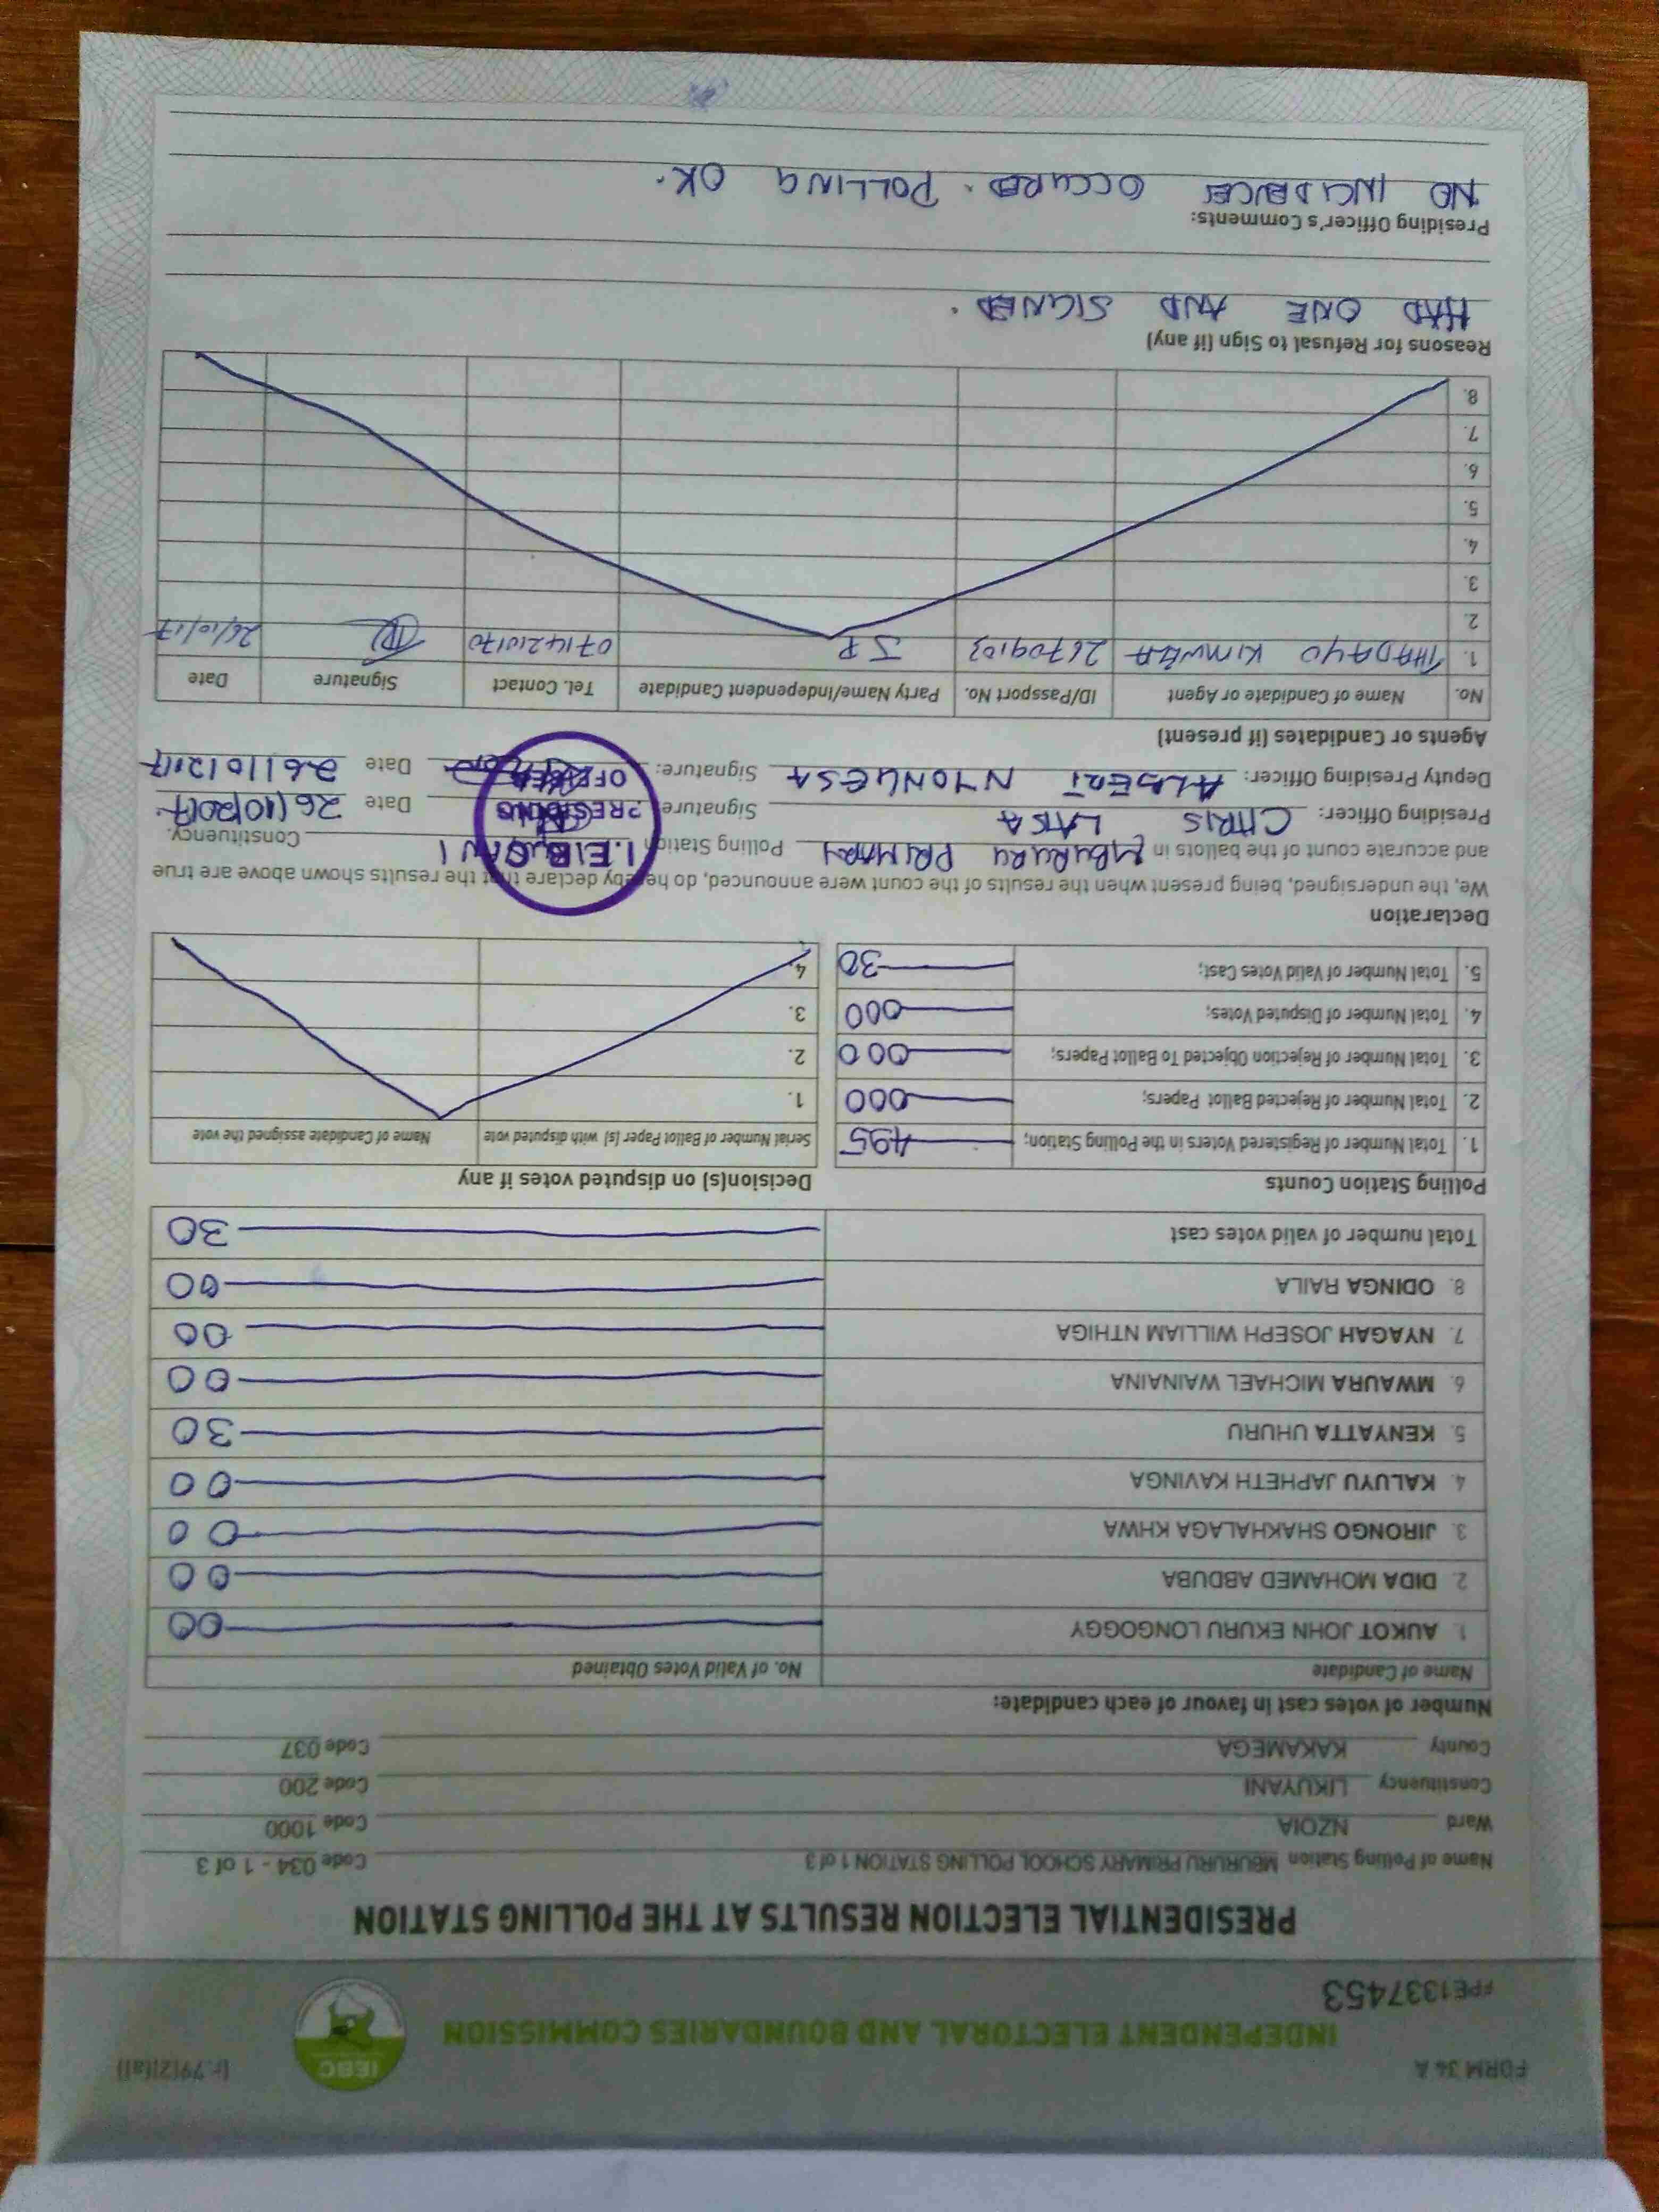 FORM 34 A
(r.79(2)(a))
IEBC
INDEPENDENT ELECTORAL AND BOUNDARIES COMMISSION
#PE1337453
PRESIDENTIAL ELECTION RESULTS AT THE POLLING STATION
Name of Polling Station MBURURU PRIMARY SCHOOL POLLING STATION 1 of 3 Code 034 - 1 of 3
Ward NZOIA Code 1000
Constituency LIKUYANI Code 200
County KAKAMEGA Code 037
Number of votes cast in favour of each candidate:
Name of Candidate No. of Valid Votes Obtained
1. AUKOT JOHN EKURU LONGOGGY 00
2. DIDA MOHAMED ABDUBA 00
3. JIRONGO SHAKHALAGA KHWA 00
4. KALUYU JAPHETH KAVINGA 00
5. KENYATTA UHURU 30
6. MWAURA MICHAEL WAINAINA 00
7. NYAGAH JOSEPH WILLIAM NTHIGA 00
8. ODINGA RAILA 00
Total number of valid votes cast 30
Polling Station Counts
1. Total Number of Registered Voters in the Polling Station; 495
2. Total Number of Rejected Ballot Papers; 000
3. Total Number of Rejection Objected To Ballot Papers; 000
4. Total Number of Disputed Votes; 000
5. Total Number of Valid Votes Cast; 30
Decision(s) on disputed votes if any
Serial Number of Ballot Paper (s) with disputed vote Name of Candidate assigned the vote
1.
2.
3.
4.
Declaration
We, the undersigned, being present when the results of the count were announced, do hereby declare that the results shown above are true
and accurate count of the ballots in MBURURU PRIMARY Polling Station Constituency.
Presiding Officer: CHRIS LATSA Signature: Date 26/10/2017
Deputy Presiding Officer: ALBERT NYONGESA Signature: Date 26/10/2017
I.E.B.C
PRESIDING
OFFICER
Agents or Candidates (if present)
No. Name of Candidate or Agent ID/Passport No. Party Name/Independent Candidate Tel. Contact Signature Date
1. THADAYO KIMWEA 26709103 JP 0714210170 26/10/17
2.
3.
4.
5.
6.
7.
8.
Reasons for Refusal to Sign (if any)
HAD ONE AND SIGNED.
Presiding Officer's Comments:
NO INCIDENCES OCCURED. POLLING OK.